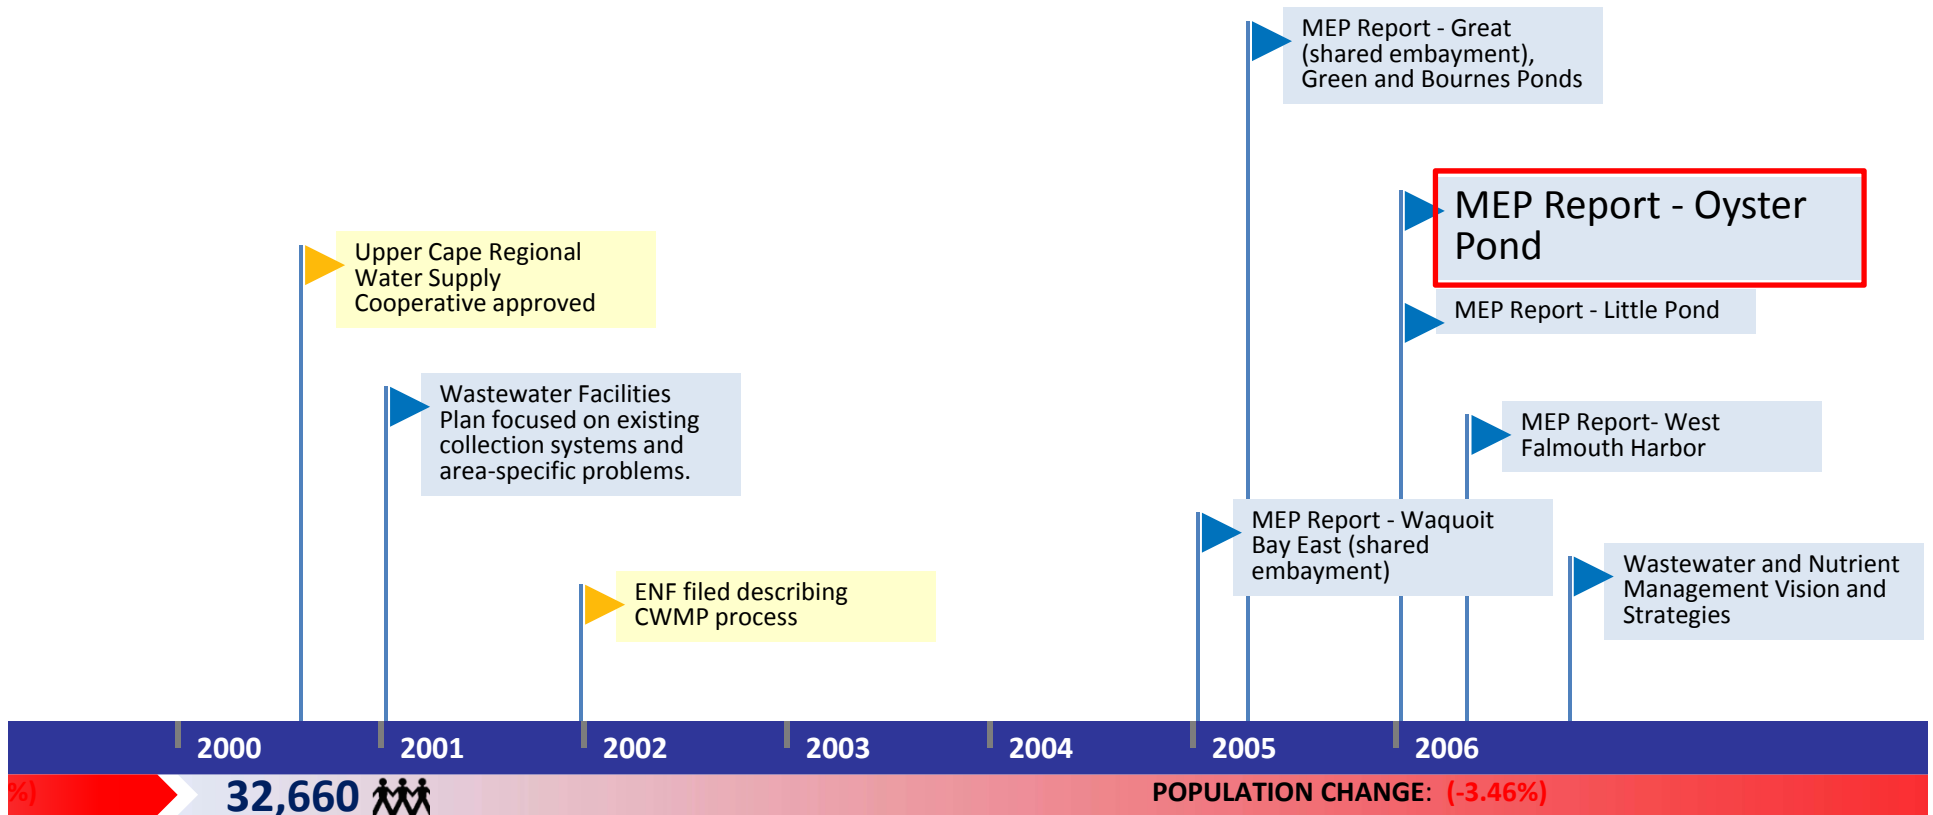 MEP Report - Great
(shared embayment),
Green and Bournes Ponds
MEP Report - Oyster
Pond
Upper Cape Regional
Water Supply
Cooperative approved
MEP Report - Little Pond
Wastewater Facilities
Plan focused on existing
collection systems and
area-specific problems.
MEP Report- West
Falmouth Harbor
MEP Report - Waquoit
Bay East (shared
embayment)
Wastewater and Nutrient
Management Vision and
Strategies
ENF filed describing
CWMP process
2000 2001 2002 2003 2004 2005 2006
%) 32,660 POPULATION CHANGE: (-3.46%)